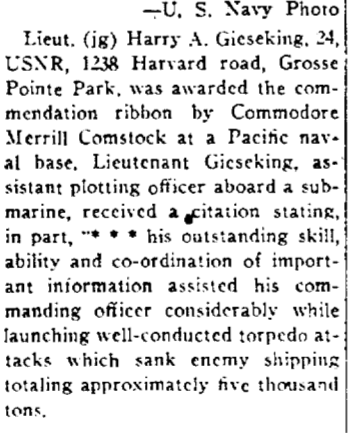 —U. S. Navy Photo
Lieut. (jg) Harry A. Gieseking, 24,
USNR, 1238 Harvard road, Grosse
Pointe Park, was awarded the com-
mendation ribbon by Commodore
Merrill Comstock at a Pacific nav-
al base. Lieutenant Gieseking, as-
sistant plotting officer aboard a sub-
marine, received a citation stating,
in part, "* * * his outstanding skill,
ability and co-ordination of import-
ant information assisted his com-
manding officer considerably while
launching well-conducted torpedo at-
tacks which sank enemy shipping
totaling approximately five thousand
tons.